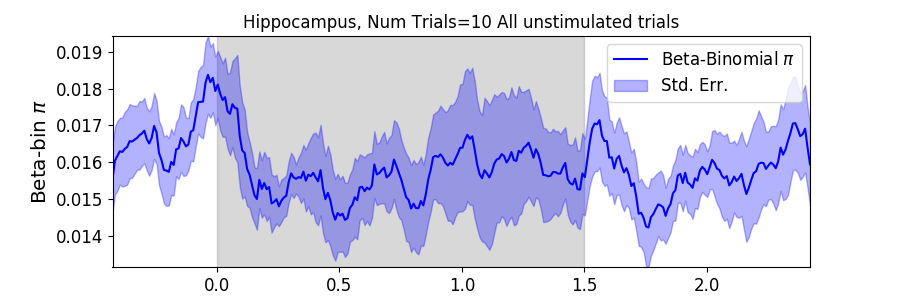 Hippocampus, Num Trials=10 All unstimulated trials
Beta-bin π
0.019
0.018
0.017
0.016
0.015
0.014
Beta-Binomial π
Std. Err.
0.0 0.5 1.0 1.5 2.0